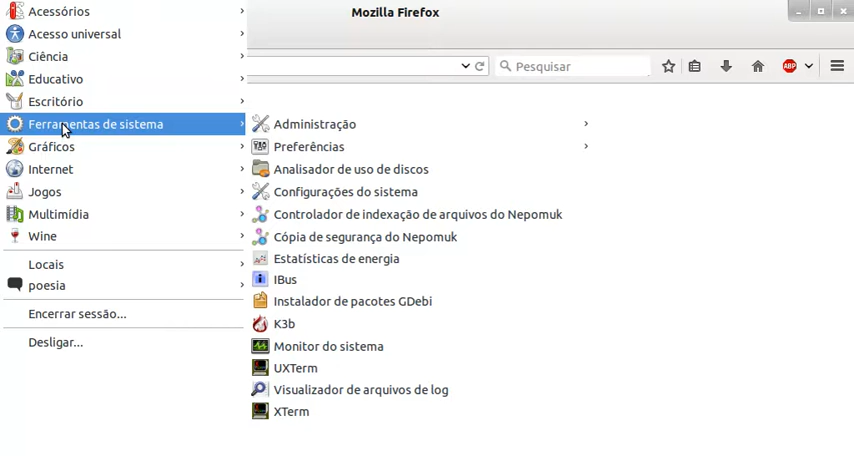 Mozilla Firefox
Pesquisar
ABP
Acessórios
Acesso universal
Ciência
Educativo
Escritório
Ferramentas de sistema
Gráficos
Internet
Jogos
Multimídia
Wine
Locais
poesia
Encerrar sessão...
Desligar...
Administração
Preferências
Analisador de uso de discos
Configurações do sistema
Controlador de indexação de arquivos do Nepomuk
Cópia de segurança do Nepomuk
Estatísticas de energia
IBus
Instalador de pacotes GDebi
K3b
Monitor do sistema
UXTerm
Visualizador de arquivos de log
XTerm